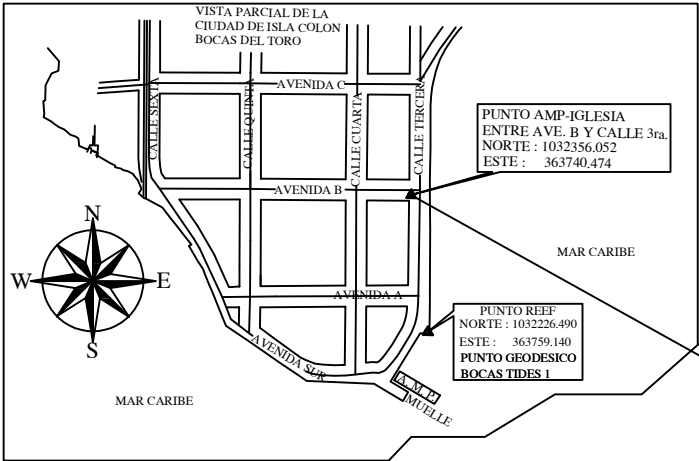 VISTA PARCIAL DE LA
CIUDAD DE ISLA COLON
BOCAS DEL TORO
AVENIDA C
CALLE SEXTA
CALLE QUINTA
CALLE CUARTA
CALLE TERCERA
PUNTO AMP-IGLESIA
ENTRE AVE. B Y CALLE 3ra.
NORTE : 1032356.052
ESTE : 363740.474
AVENIDA B
N
W
E
S
MAR CARIBE
AVENIDA A
PUNTO REEF
NORTE : 1032226.490
ESTE : 363759.140
PUNTO GEODESICO
BOCAS TIDES 1
AVENIDA SUR
A. M. P.
MUELLE
MAR CARIBE